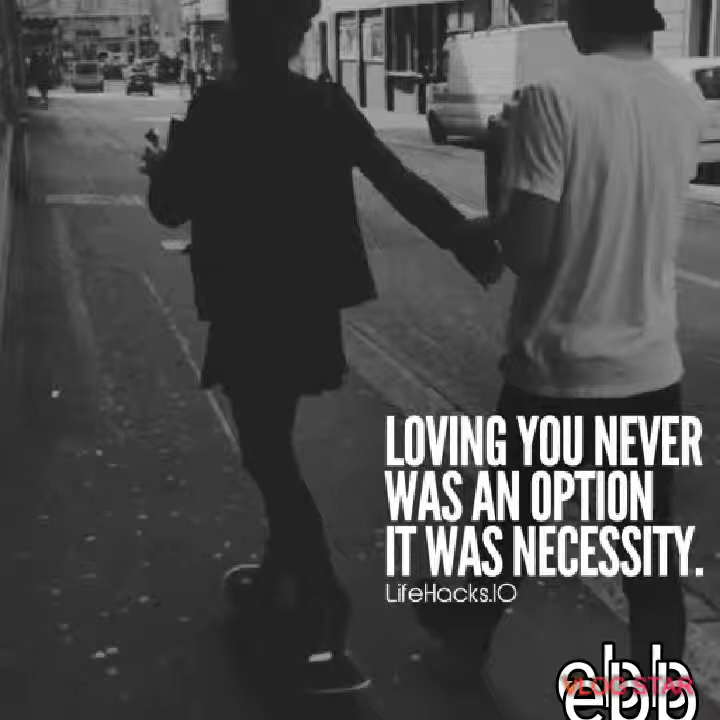 LOVING YOU NEVER
WAS AN OPTION
IT WAS NECESSITY.
LifeHacks.IO
ebb
VLOG STAR